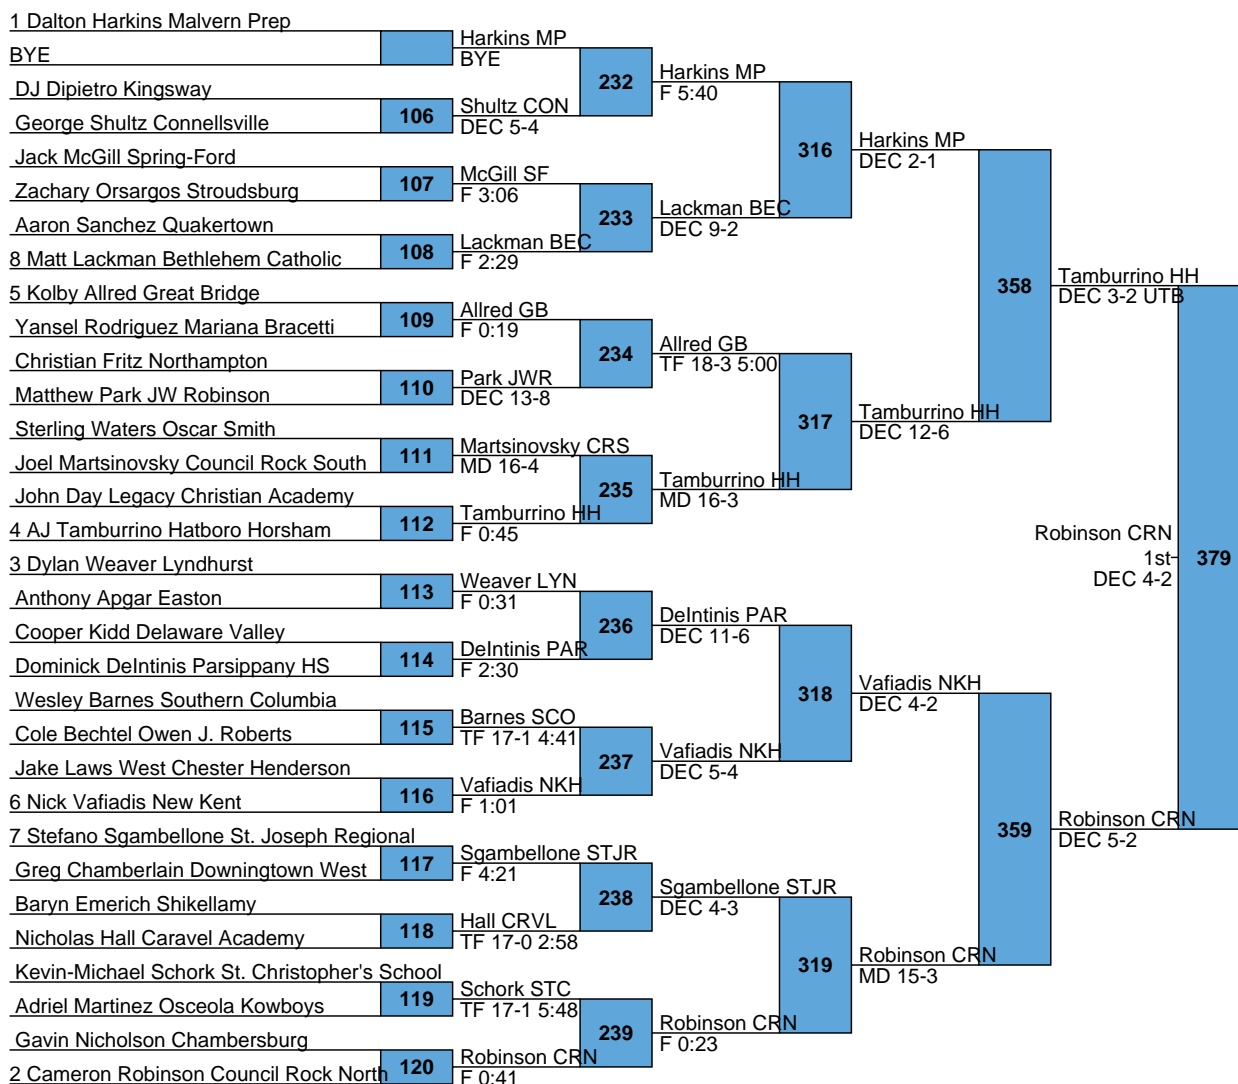 1 Dalton Harkins Malvern Prep
BYE
DJ Dipietro Kingsway
George Shultz Connellsville
Jack McGill Spring-Ford
Zachary Orsargos Stroudsburg
Aaron Sanchez Quakertown
8 Matt Lackman Bethlehem Catholic
5 Kolby Allred Great Bridge
Yansel Rodriguez Mariana Bracetti
Christian Fritz Northampton
Matthew Park JW Robinson
Sterling Waters Oscar Smith
Joel Martsinovsky Council Rock South
John Day Legacy Christian Academy
4 AJ Tamburrino Hatboro Horsham
3 Dylan Weaver Lyndhurst
Anthony Apgar Easton
Cooper Kidd Delaware Valley
Dominick DeIntinis Parsippany HS
Wesley Barnes Southern Columbia
Cole Bechtel Owen J. Roberts
Jake Laws West Chester Henderson
6 Nick Vafiadis New Kent
7 Stefano Sgambellone St. Joseph Regional
Greg Chamberlain Downingtown West
Baryn Emerich Shikellamy
Nicholas Hall Caravel Academy
Kevin-Michael Schork St. Christopher's School
Adriel Martinez Osceola Kowboys
Gavin Nicholson Chambersburg
2 Cameron Robinson Council Rock North
106
107
108
109
110
111
112
113
114
115
116
117
118
119
120
Harkins MP
BYE
Shultz CON
DEC 5-4
McGill SF
F 3:06
Lackman BEC
F 2:29
Allred GB
F 0:19
Park JWR
DEC 13-8
Martsinovsky CRS
MD 16-4
Tamburrino HH
F 0:45
Weaver LYN
F 0:31
DeIntinis PAR
F 2:30
Barnes SCO
TF 17-1 4:41
Vafiadis NKH
F 1:01
Sgambellone STJR
F 4:21
Hall CRVL
TF 17-0 2:58
Schork STC
TF 17-1 5:48
Robinson CRN
F 0:41
232
233
234
235
236
237
238
239
Harkins MP
F 5:40
Lackman BEC
DEC 9-2
Allred GB
TF 18-3 5:00
Tamburrino HH
MD 16-3
DeIntinis PAR
DEC 11-6
Vafiadis NKH
DEC 5-4
Sgambellone STJR
DEC 4-3
Robinson CRN
F 0:23
316
317
318
319
Harkins MP
DEC 2-1
Tamburrino HH
DEC 12-6
Vafiadis NKH
DEC 4-2
Robinson CRN
MD 15-3
358
359
Tamburrino HH
DEC 3-2 UTB
Robinson CRN
DEC 5-2
Robinson CRN
1st
DEC 4-2
379